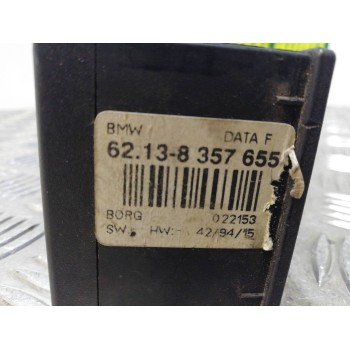 BMW DATA F
62.13-8 357 655
BORG 022153
SW:- HW:- 42/94/15